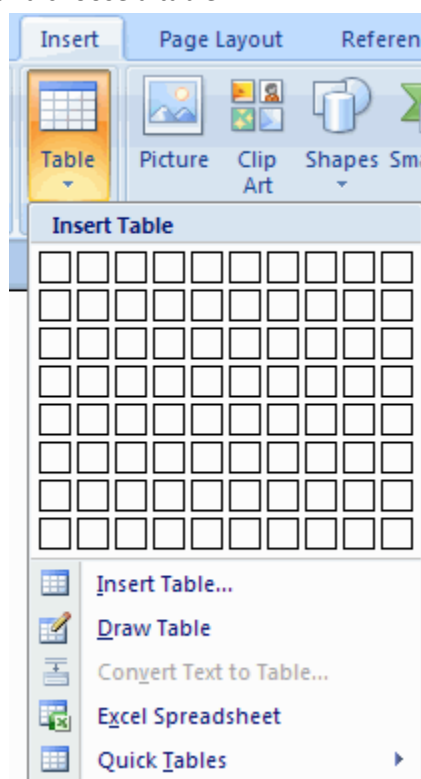 Insert Page Layout
Table Picture Clip Art Shapes
Insert Table
Insert Table...
Draw Table
Convert Text to Table...
Excel Spreadsheet
Quick Tables